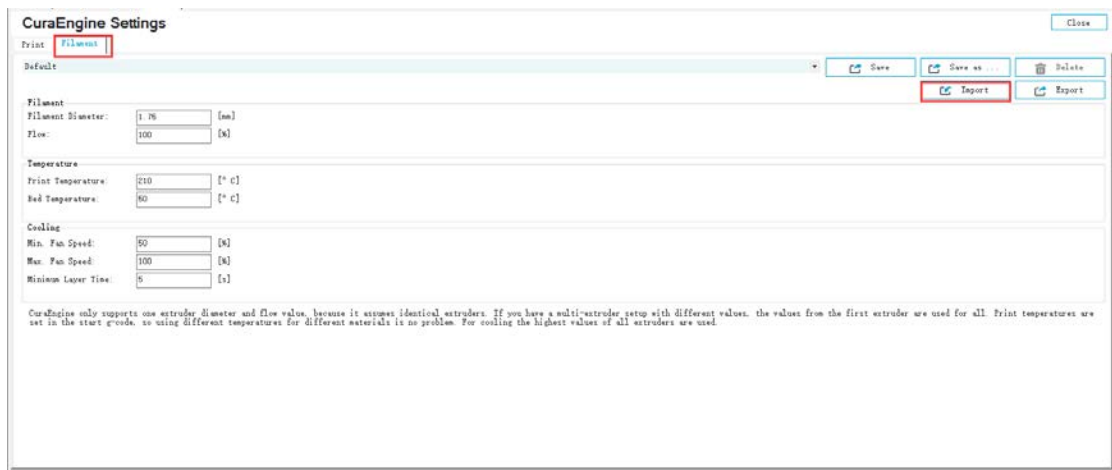 CuraEngine Settings
Close
Print Filament
Default
Save
Save as ...
Delete
Import
Export
Filament
Filament Diameter: 1.75 [mm]
Flow: 100 [%]
Temperature
Print Temperature: 210 [° C]
Bed Temperature: 50 [° C]
Cooling
Min. Fan Speed: 50 [%]
Max. Fan Speed: 100 [%]
Minimum Layer Time: 5 [s]
CuraEngine only supports one extruder diameter and flow value, because it assumes identical extruders. If you have a multi-extruder setup with different values, the values from the first extruder are used for all. Print temperatures are
set in the start g-code, so using different temperatures for different materials is no problem. For cooling the highest values of all extruders are used.